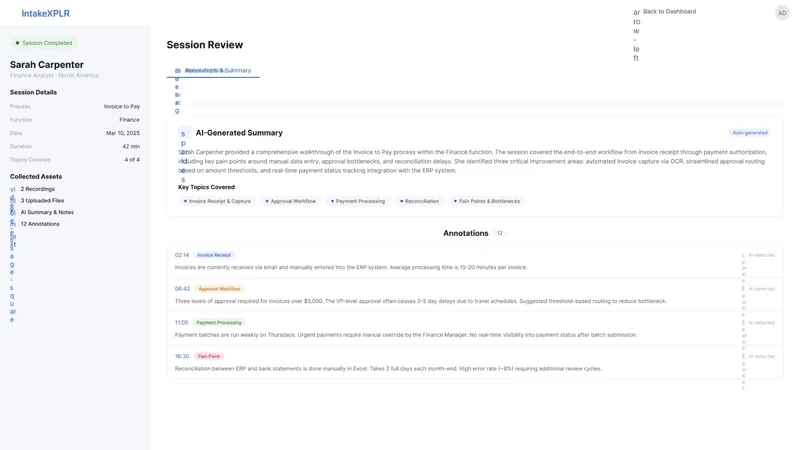 IntakeXPLR
arrow-left
Back to Dashboard
AD
Session Completed
Sarah Carpenter
Finance Analyst · North America
Session Details
Process Invoice to Pay
Function Finance
Date Mar 10, 2025
Duration 42 min
Topics Covered 4 of 4
Collected Assets
2 Recordings
3 Uploaded Files
AI Summary & Notes
12 Annotations
Session Review
sparkles
AI-Generated Summary
Auto-generated
Sarah Carpenter provided a comprehensive walkthrough of the Invoice to Pay process within the Finance function. The session covered the end-to-end workflow from invoice receipt through payment authorization,
including key pain points around manual data entry, approval bottlenecks, and reconciliation delays. She identified three critical improvement areas: automated invoice capture via OCR, streamlined approval routing
based on amount thresholds, and real-time payment status tracking integration with the ERP system.
Key Topics Covered
Invoice Receipt & Capture
Approval Workflow
Payment Processing
Reconciliation
Pain Points & Bottlenecks
Annotations 12
02:14 Invoice Receipt AI-detected
Invoices are currently received via email and manually entered into the ERP system. Average processing time is 15-20 minutes per invoice.
06:42 Approval Workflow AI-detected
Three levels of approval required for invoices over $5,000. The VP-level approval often causes 3-5 day delays due to travel schedules. Suggested threshold-based routing to reduce bottleneck.
11:05 Payment Processing AI-detected
Payment batches are run weekly on Thursdays. Urgent payments require manual override by the Finance Manager. No real-time visibility into payment status after batch submission.
16:30 Pain Point AI-detected
Reconciliation between ERP and bank statements is done manually in Excel. Takes 2 full days each month-end. High error rate (~8%) requiring additional review cycles.